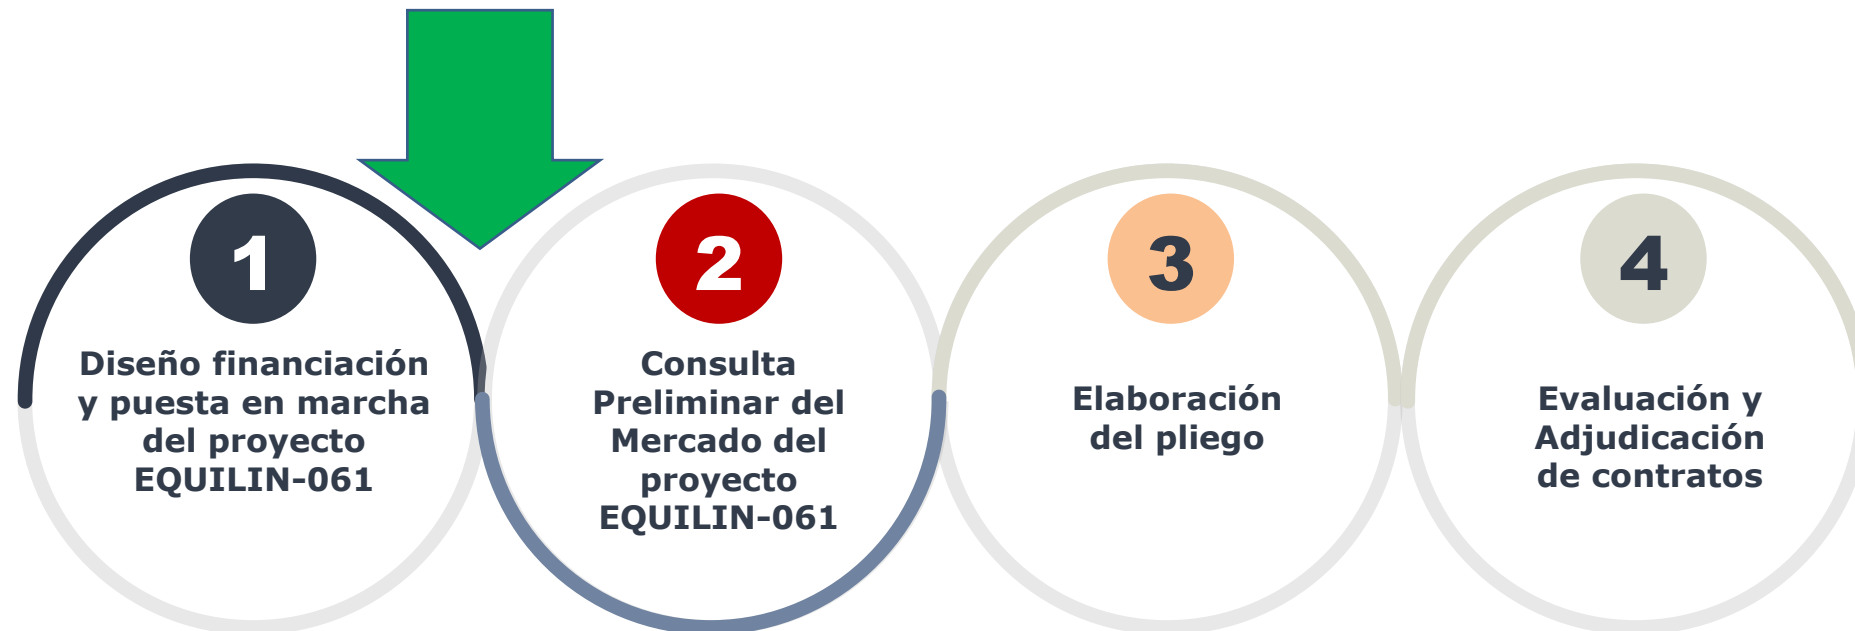 1
Diseño financiación
y puesta en marcha
del proyecto
EQUILIN-061
2
Consulta
Preliminar del
Mercado del
proyecto
EQUILIN-061
3
Elaboración
del pliego
4
Evaluación y
Adjudicación
de contratos